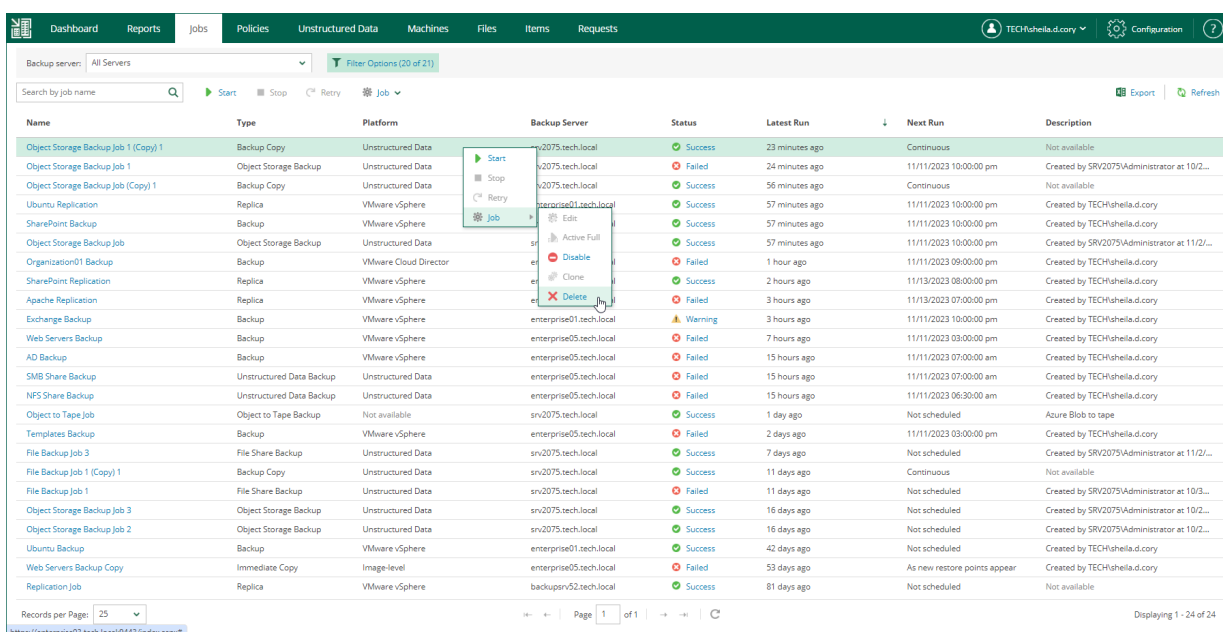 Dashboard Reports Jobs Policies Unstructured Data Machines Files Items Requests TECH\sheila.d.cory Configuration ?
Backup server: All Servers Filter Options (20 of 21)
Search by job name Start Stop Retry Job Export Refresh
Name Type Platform Backup Server Status Latest Run ↓ Next Run Description
Object Storage Backup Job 1 (Copy) 1 Backup Copy Unstructured Data srv2075.tech.local Success 23 minutes ago Continuous Not available
Object Storage Backup Job 1 Object Storage Backup Unstructured Data v2075.tech.local Failed 24 minutes ago 11/11/2023 10:00:00 pm Created by SRV2075\Administrator at 10/2...
Object Storage Backup Job (Copy) 1 Backup Copy Unstructured Data v2075.tech.local Success 56 minutes ago Continuous Not available
Ubuntu Replication Replica VMware vSphere nterprise01.tech.local Success 57 minutes ago 11/11/2023 10:00:00 pm Created by TECH\sheila.d.cory
SharePoint Backup Backup VMware vSphere Success 57 minutes ago 11/11/2023 10:00:00 pm Created by TECH\sheila.d.cory
Object Storage Backup Job Object Storage Backup Unstructured Data sr Success 57 minutes ago 11/11/2023 10:00:00 pm Created by SRV2075\Administrator at 11/2/...
Organization01 Backup Backup VMware Cloud Director er Failed 1 hour ago 11/11/2023 09:00:00 pm Created by TECH\sheila.d.cory
SharePoint Replication Replica VMware vSphere er Success 2 hours ago 11/13/2023 08:00:00 pm Created by TECH\sheila.d.cory
Apache Replication Replica VMware vSphere er Failed 3 hours ago 11/13/2023 07:00:00 pm Created by TECH\sheila.d.cory
Exchange Backup Backup VMware vSphere enterprise01.tech.local Warning 3 hours ago 11/11/2023 10:00:00 pm Created by TECH\sheila.d.cory
Web Servers Backup Backup VMware vSphere enterprise05.tech.local Failed 7 hours ago 11/11/2023 03:00:00 pm Created by TECH\sheila.d.cory
AD Backup Backup VMware vSphere enterprise05.tech.local Failed 15 hours ago 11/11/2023 07:00:00 am Created by TECH\sheila.d.cory
SMB Share Backup Unstructured Data Backup Unstructured Data enterprise05.tech.local Failed 15 hours ago 11/11/2023 07:00:00 am Created by TECH\sheila.d.cory
NFS Share Backup Unstructured Data Backup Unstructured Data enterprise05.tech.local Failed 15 hours ago 11/11/2023 06:30:00 am Created by TECH\sheila.d.cory
Object to Tape Job Object to Tape Backup Not available srv2075.tech.local Success 1 day ago Not scheduled Azure Blob to tape
Templates Backup Backup VMware vSphere enterprise05.tech.local Failed 2 days ago 11/11/2023 03:00:00 pm Created by TECH\sheila.d.cory
File Backup Job 3 File Share Backup Unstructured Data srv2075.tech.local Success 7 days ago Not scheduled Created by SRV2075\Administrator at 11/2/...
File Backup Job 1 (Copy) 1 Backup Copy Unstructured Data srv2075.tech.local Success 11 days ago Continuous Not available
File Backup Job 1 File Share Backup Unstructured Data srv2075.tech.local Failed 11 days ago Not scheduled Created by SRV2075\Administrator at 10/3...
Object Storage Backup Job 3 Object Storage Backup Unstructured Data srv2075.tech.local Success 16 days ago Not scheduled Created by SRV2075\Administrator at 10/2...
Object Storage Backup Job 2 Object Storage Backup Unstructured Data srv2075.tech.local Success 16 days ago Not scheduled Created by SRV2075\Administrator at 10/2...
Ubuntu Backup Backup VMware vSphere enterprise01.tech.local Success 42 days ago Not scheduled Created by TECH\sheila.d.cory
Web Servers Backup Copy Immediate Copy Image-level enterprise05.tech.local Failed 53 days ago As new restore points appear Created by TECH\sheila.d.cory
Replication Job Replica VMware vSphere backupsrv52.tech.local Success 81 days ago Not scheduled Not available
Start
Stop
Retry
Job
Edit
Active Full
Disable
Clone
Delete
Records per Page: 25 Page 1 of 1 Displaying 1 - 24 of 24